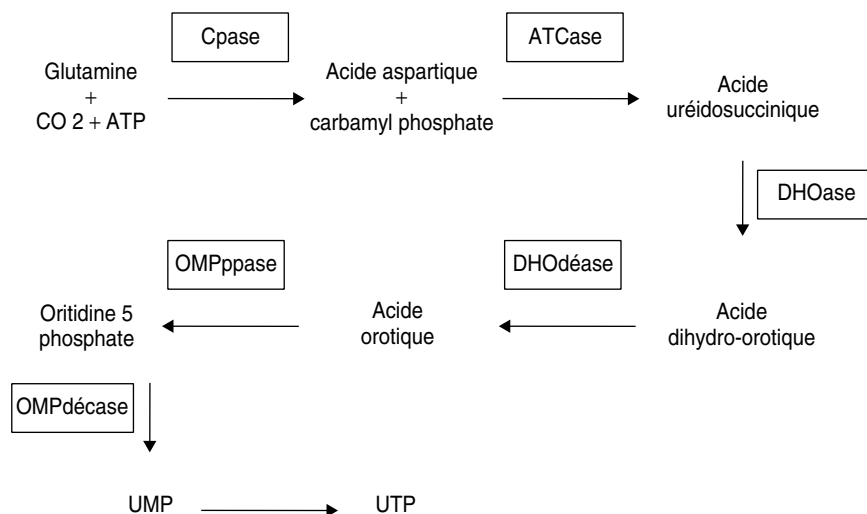 Cpase
ATCase
Glutamine
+
CO 2 + ATP
Acide aspartique
+
carbamyl phosphate
Acide
uréidosuccinique
DHOase
OMPppase
DHOdéase
Oritidine 5
phosphate
Acide
orotique
Acide
dihydro-orotique
OMPdécase
UMP
UTP